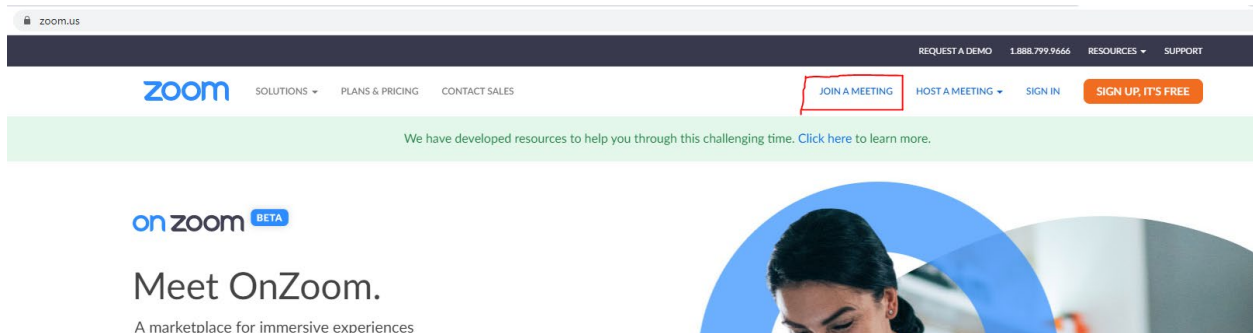 zoom.us
REQUEST A DEMO 1.888.799.9666 RESOURCES SUPPORT
zoom SOLUTIONS PLANS & PRICING CONTACT SALES JOIN A MEETING HOST A MEETING SIGN IN SIGN UP, IT'S FREE
We have developed resources to help you through this challenging time. Click here to learn more.
on zoom BETA
Meet OnZoom.
A marketplace for immersive experiences